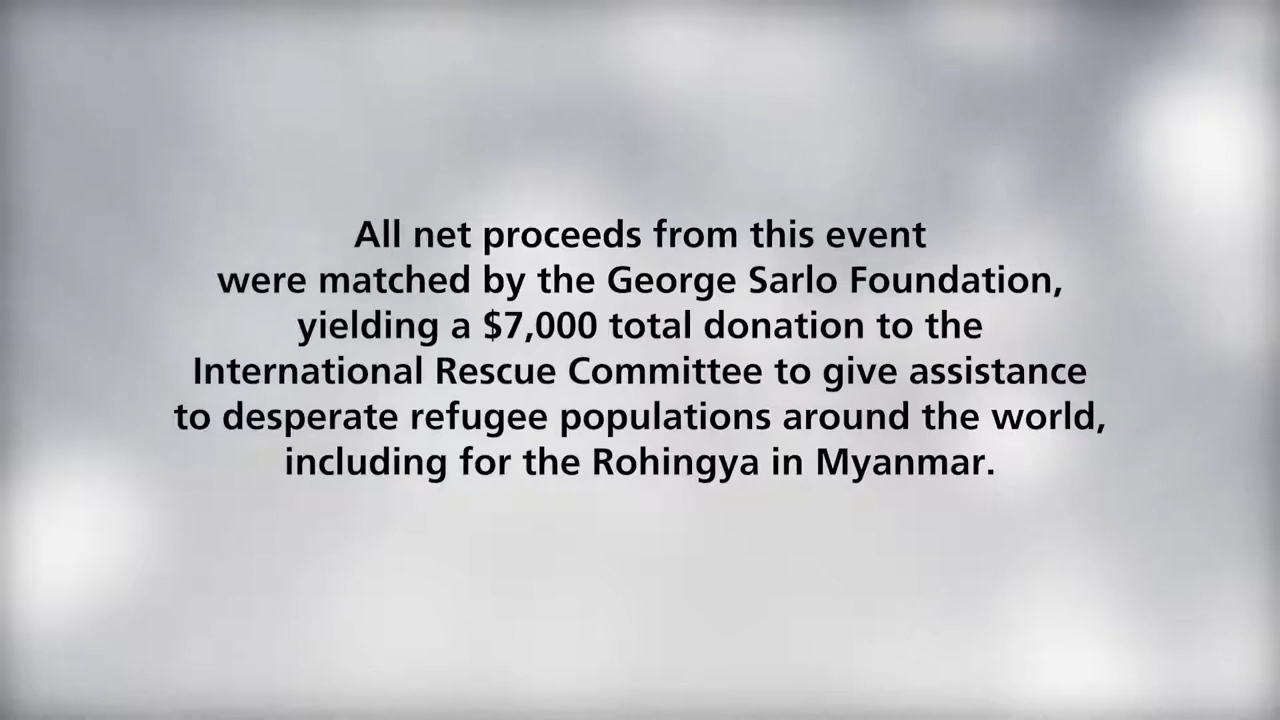 All net proceeds from this event
were matched by the George Sarlo Foundation,
yielding a $7,000 total donation to the
International Rescue Committee to give assistance
to desperate refugee populations around the world,
including for the Rohingya in Myanmar.